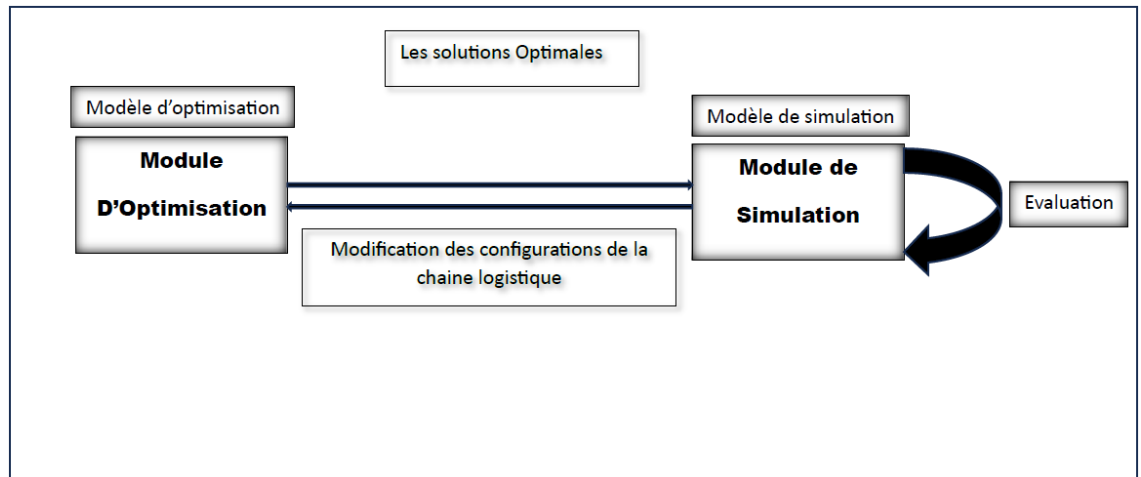 Les solutions Optimales
Modèle d'optimisation
Modèle de simulation
Module
D'Optimisation
Module de
Simulation
Evaluation
Modification des configurations de la
chaine logistique